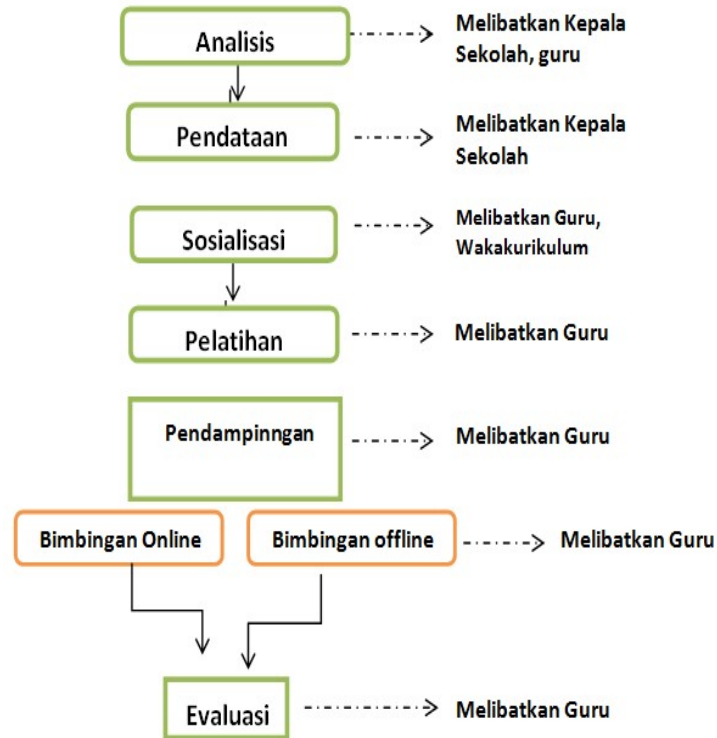 Analisis
Melibatkan Kepala
Sekolah, guru
Pendataan
Melibatkan Kepala
Sekolah
Sosialisasi
Melibatkan Guru,
Wakakurikulum
Pelatihan
Melibatkan Guru
Pendampinngan
Melibatkan Guru
Bimbingan Online
Bimbingan offline
Melibatkan Guru
Evaluasi
Melibatkan Guru